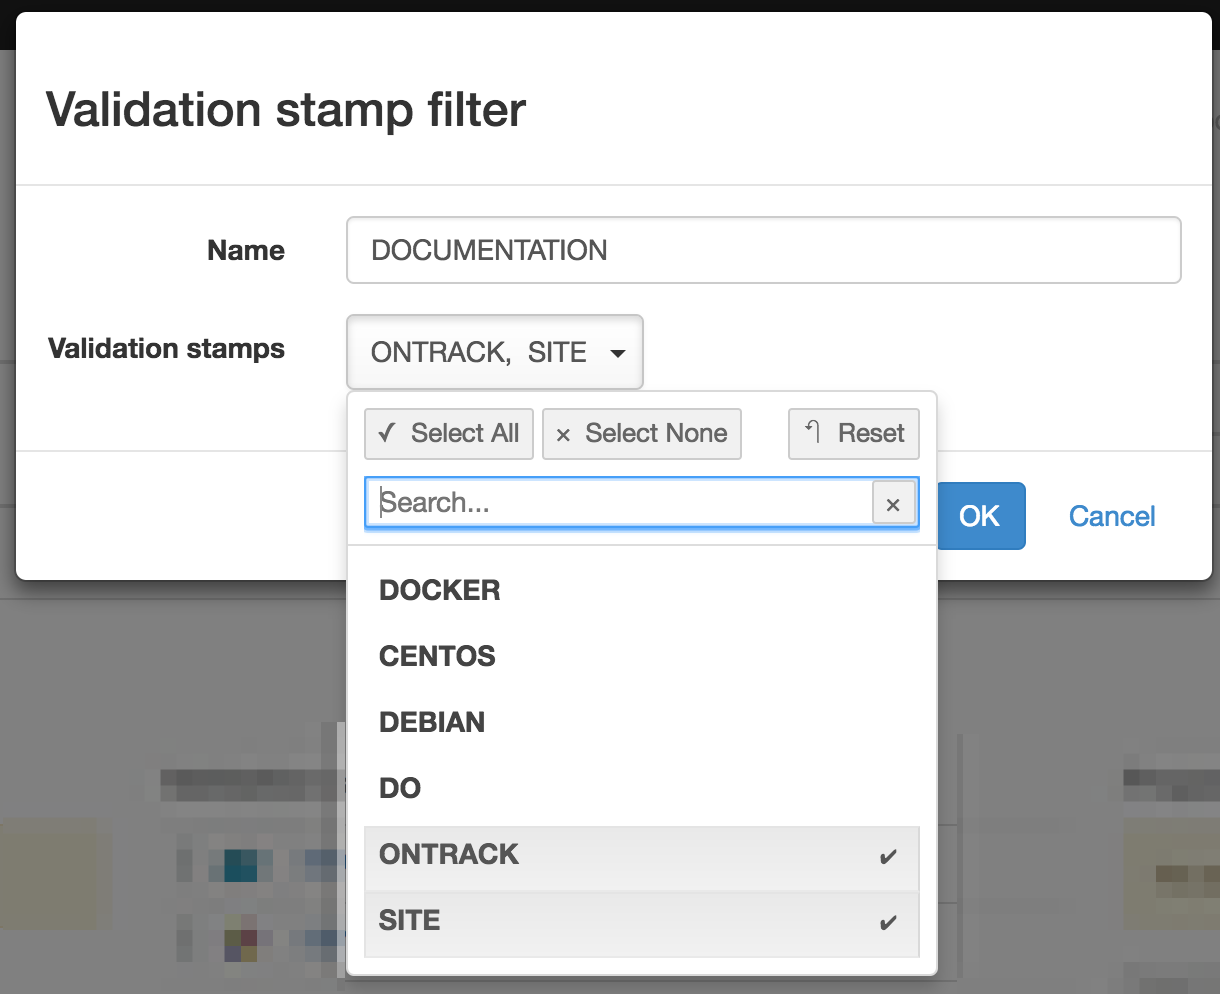 Validation stamp filter
Name
DOCUMENTATION
Validation stamps
ONTRACK, SITE
✓ Select All × Select None Reset
Search...
×
OK Cancel
DOCKER
CENTOS
DEBIAN
DO
ONTRACK ✔
SITE ✔